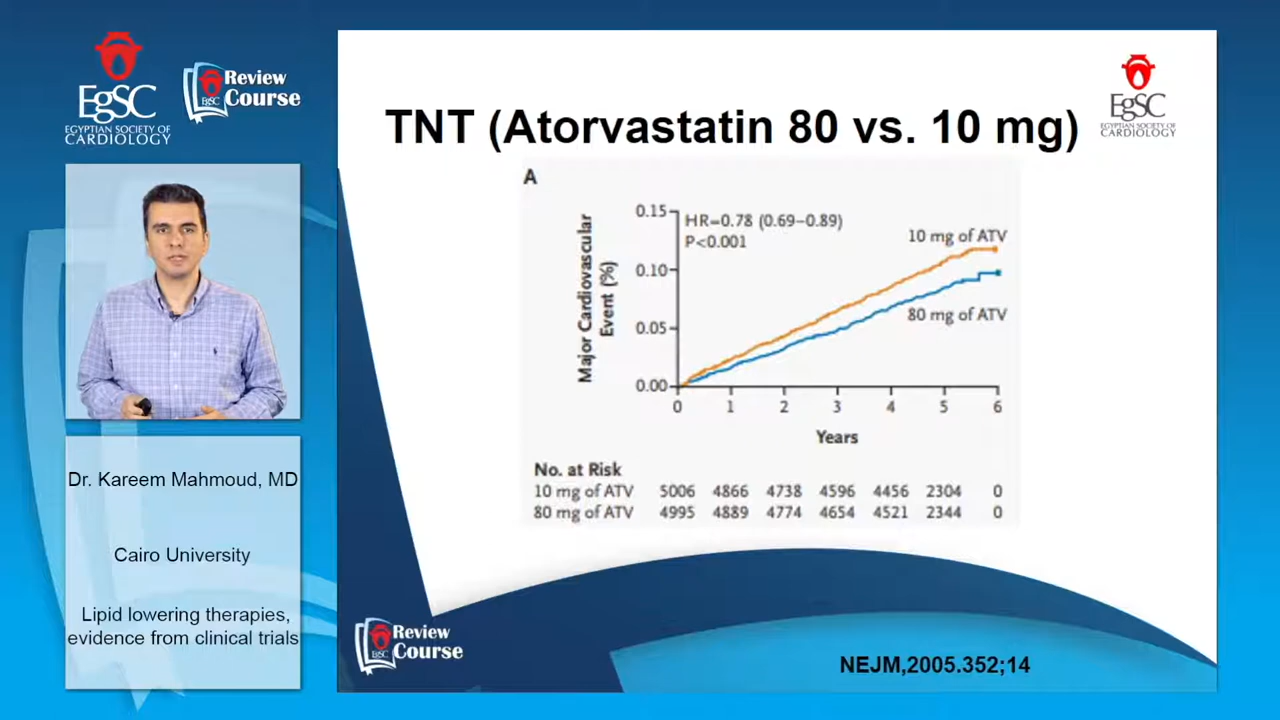 EgSC
EGYPTIAN SOCIETY OF
CARDIOLOGY
Review
Course
EgSC
Dr. Kareem Mahmoud, MD
Cairo University
Lipid lowering therapies,
evidence from clinical trials
EgSC
EGYPTIAN SOCIETY OF
CARDIOLOGY
TNT (Atorvastatin 80 vs. 10 mg)
A
Major Cardiovascular
Event (%)
0.15
0.10
0.05
0.00
HR=0.78 (0.69–0.89)
P<0.001
10 mg of ATV
80 mg of ATV
0 1 2 3 4 5 6
Years
No. at Risk
10 mg of ATV 5006 4866 4738 4596 4456 2304 0
80 mg of ATV 4995 4889 4774 4654 4521 2344 0
Review
Course
EgSC
NEJM,2005.352;14